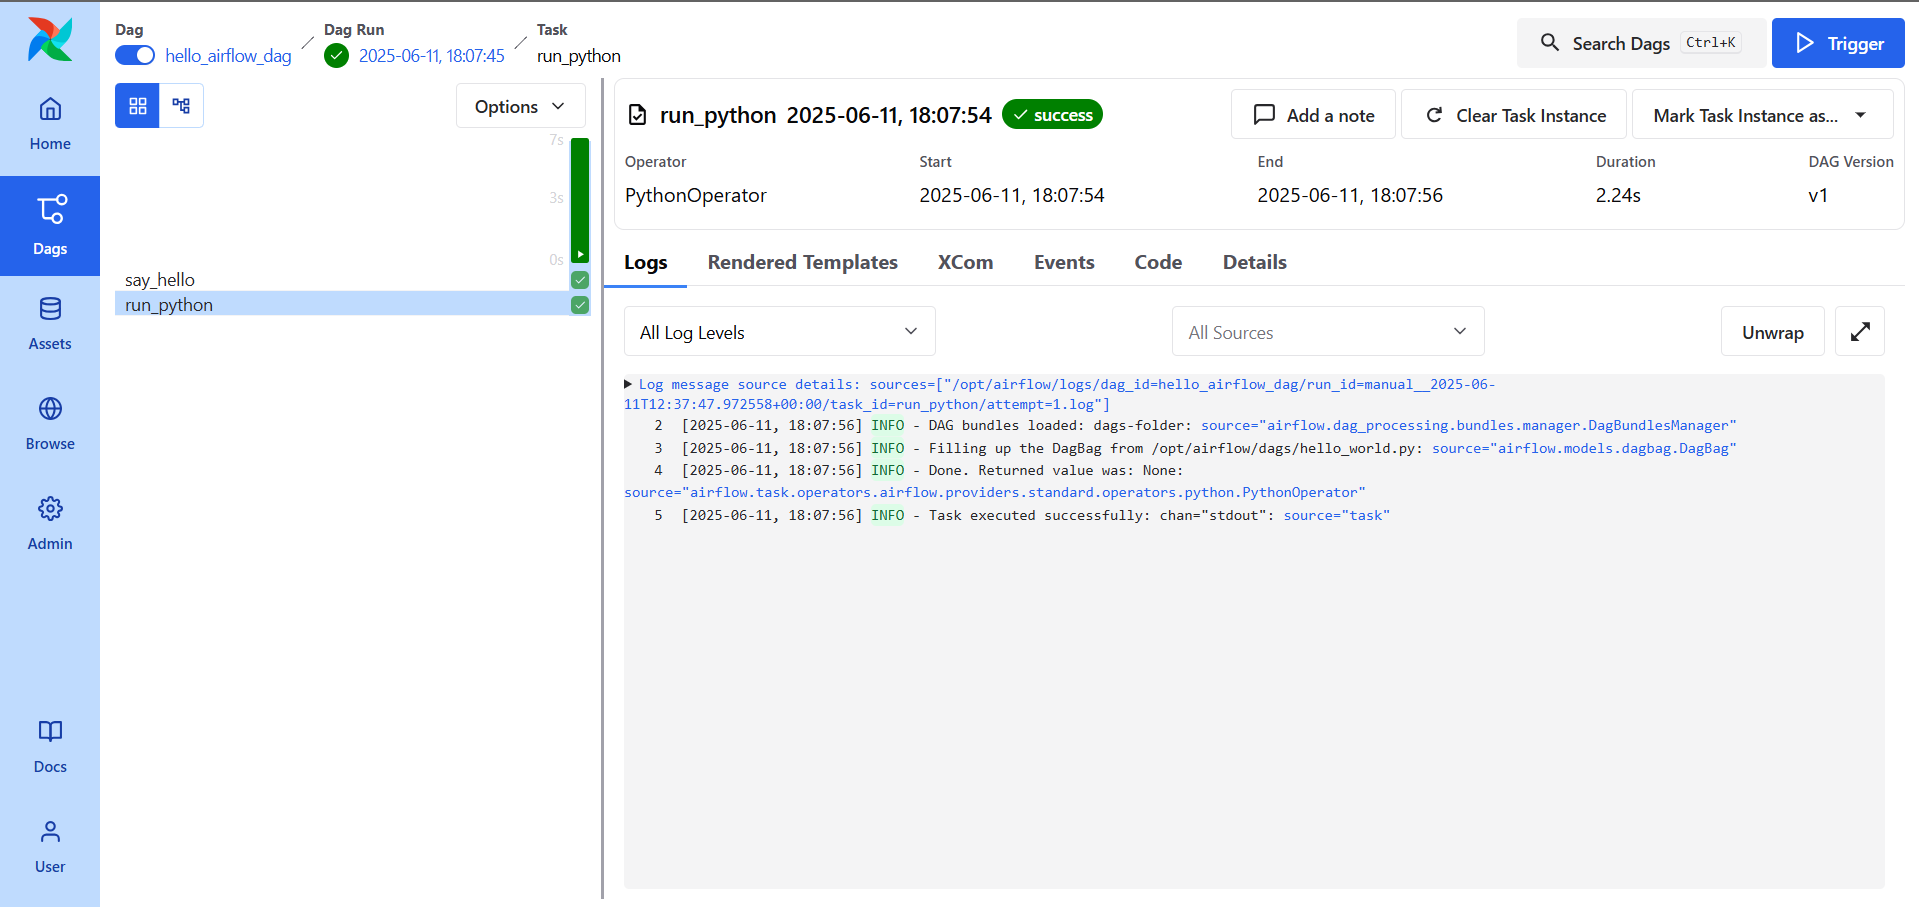 Dag
hello_airflow_dag
Dag Run
2025-06-11, 18:07:45
Task
run_python
Search Dags Ctrl+K
Trigger
Home
Dags
Assets
Browse
Admin
Docs
User
Options
7s
3s
0s
say_hello
run_python
run_python 2025-06-11, 18:07:54 success
Add a note
Clear Task Instance
Mark Task Instance as...
Operator Start End Duration DAG Version
PythonOperator 2025-06-11, 18:07:54 2025-06-11, 18:07:56 2.24s v1
Logs Rendered Templates XCom Events Code Details
All Log Levels All Sources Unwrap
Log message source details: sources=["/opt/airflow/logs/dag_id=hello_airflow_dag/run_id=manual__2025-06-
11T12:37:47.972558+00:00/task_id=run_python/attempt=1.log"]
2 [2025-06-11, 18:07:56] INFO - DAG bundles loaded: dags-folder: source="airflow.dag_processing.bundles.manager.DagBundlesManager"
3 [2025-06-11, 18:07:56] INFO - Filling up the DagBag from /opt/airflow/dags/hello_world.py: source="airflow.models.dagbag.DagBag"
4 [2025-06-11, 18:07:56] INFO - Done. Returned value was: None:
source="airflow.task.operators.airflow.providers.standard.operators.python.PythonOperator"
5 [2025-06-11, 18:07:56] INFO - Task executed successfully: chan="stdout": source="task"